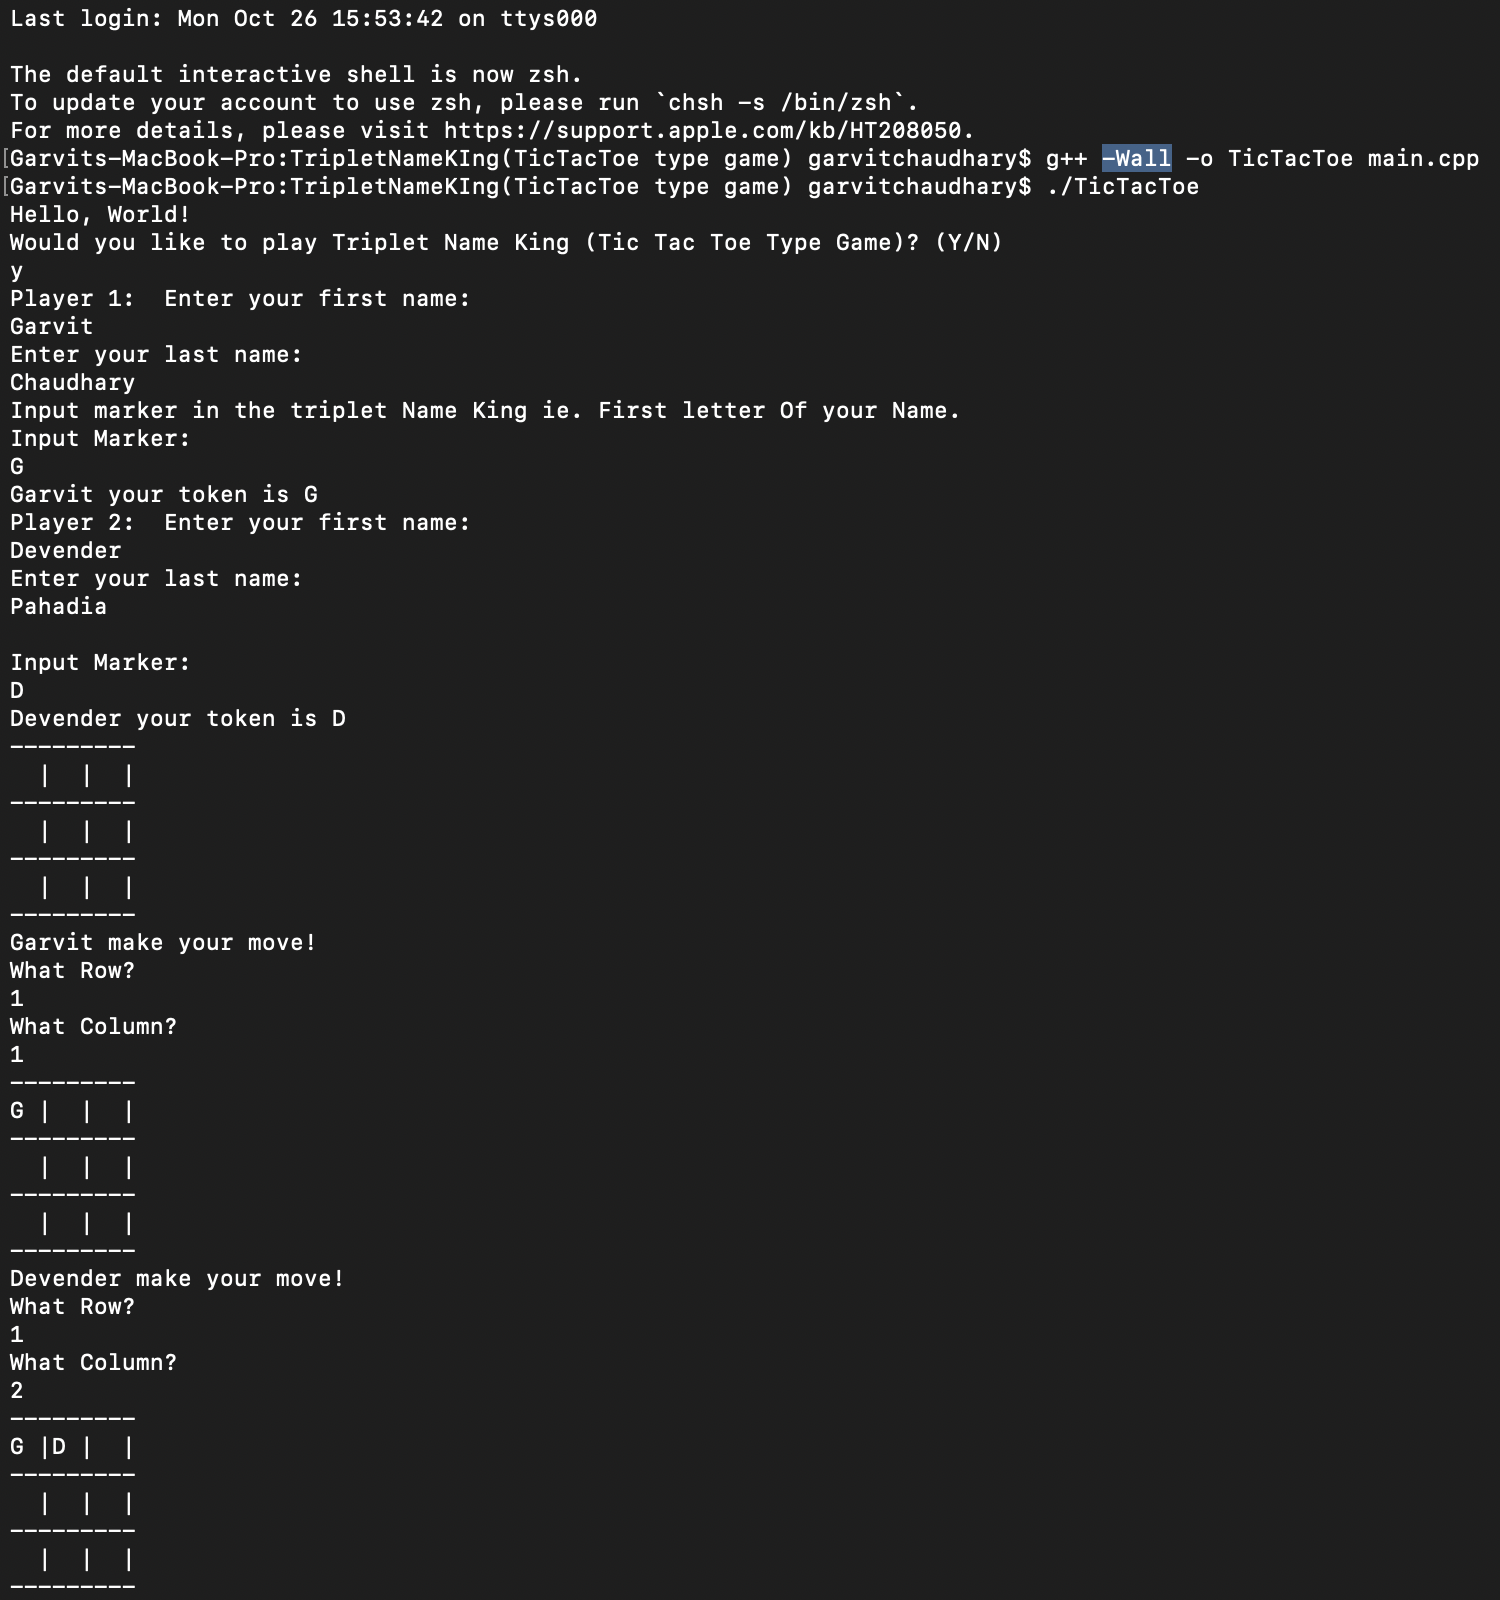 Last login: Mon Oct 26 15:53:42 on ttys000

The default interactive shell is now zsh.
To update your account to use zsh, please run `chsh -s /bin/zsh`.
For more details, please visit https://support.apple.com/kb/HT208050.
[Garvits-MacBook-Pro:TripletNameKIng(TicTacToe type game) garvitchaudhary$ g++ -Wall -o TicTacToe main.cpp
[Garvits-MacBook-Pro:TripletNameKIng(TicTacToe type game) garvitchaudhary$ ./TicTacToe
Hello, World!
Would you like to play Triplet Name King (Tic Tac Toe Type Game)? (Y/N)
y
Player 1:  Enter your first name:
Garvit
Enter your last name:
Chaudhary
Input marker in the triplet Name King ie. First letter Of your Name.
Input Marker:
G
Garvit your token is G
Player 2:  Enter your first name:
Devender
Enter your last name:
Pahadia

Input Marker:
D
Devender your token is D
---------
  |  |  |
---------
  |  |  |
---------
  |  |  |
---------
Garvit make your move!
What Row?
1
What Column?
1
---------
G |  |  |
---------
  |  |  |
---------
  |  |  |
---------
Devender make your move!
What Row?
1
What Column?
2
---------
G |D |  |
---------
  |  |  |
---------
  |  |  |
---------